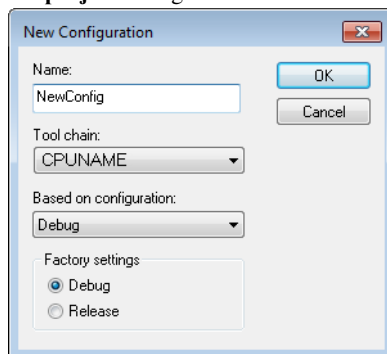 New Configuration
Name:
NewConfig
OK
Cancel
Tool chain:
CPUNAME
Based on configuration:
Debug
Factory settings
Debug
Release